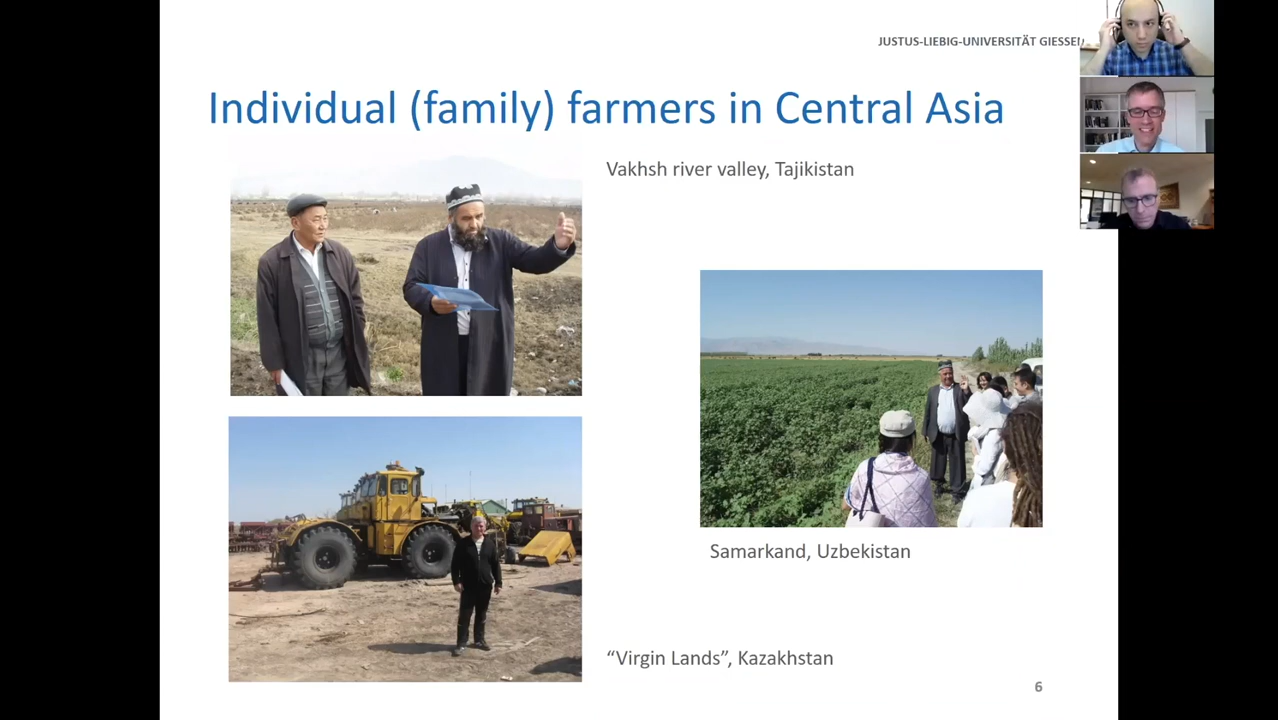 JUSTUS-LIEBIG-UNIVERSITÄT GIESSEN
Individual (family) farmers in Central Asia
Vakhsh river valley, Tajikistan
Samarkand, Uzbekistan
“Virgin Lands”, Kazakhstan
6